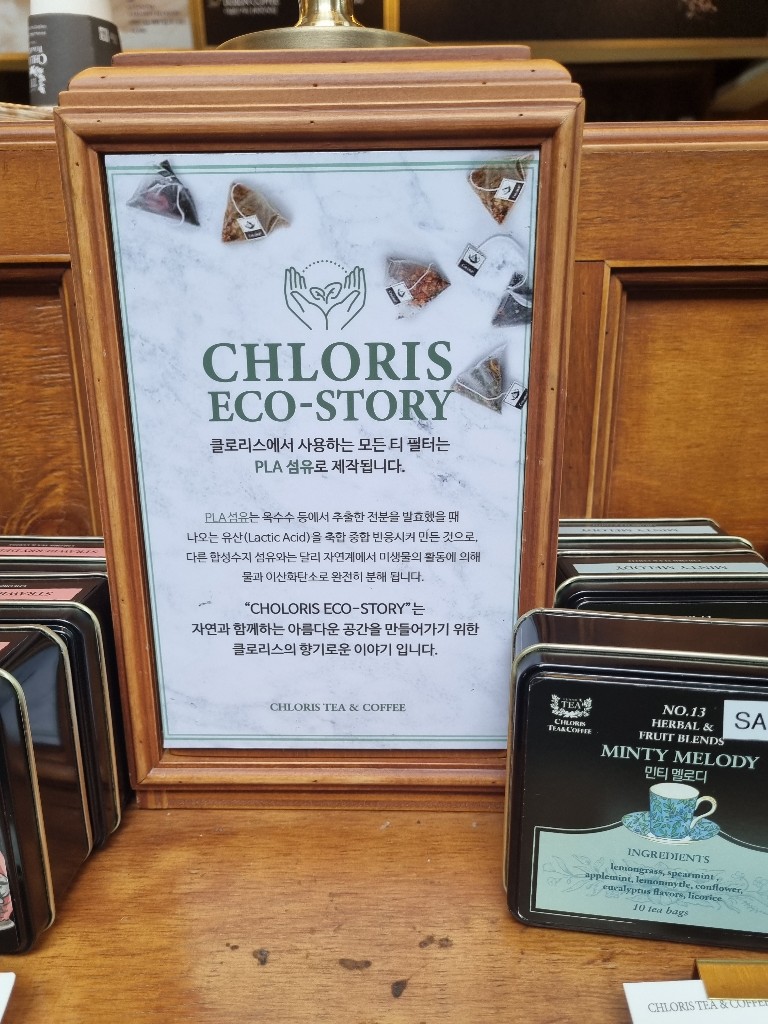 CHLORIS
ECO-STORY
클로리스에서 사용하는 모든 티 필터는
PLA 섬유로 제작됩니다.
PLA섬유는 옥수수 등에서 추출한 전분을 발효했을 때
나오는 유산(Lactic Acid)을 축합 중합 반응시켜 만든 것으로,
다른 합성수지 섬유와는 달리 자연계에서 미생물의 활동에 의해
물과 이산화탄소로 완전히 분해 됩니다.
“CHOLORIS ECO-STORY”는
자연과 함께하는 아름다운 공간을 만들어가기 위한
클로리스의 향기로운 이야기 입니다.
CHLORIS TEA & COFFEE
MINTY MELODY
MINTY MELODY
TEA
CHLORIS
TEA&COFFEE
NO.13
HERBAL &
FRUIT BLENDS
SA
MINTY MELODY
민티 멜로디
INGREDIENTS
lemongrass, spearmint,
applemint, lemonmytle, conflower,
eucalyptus flavors, licorice
10 tea bags
CHLORIS TEA & COFFEE